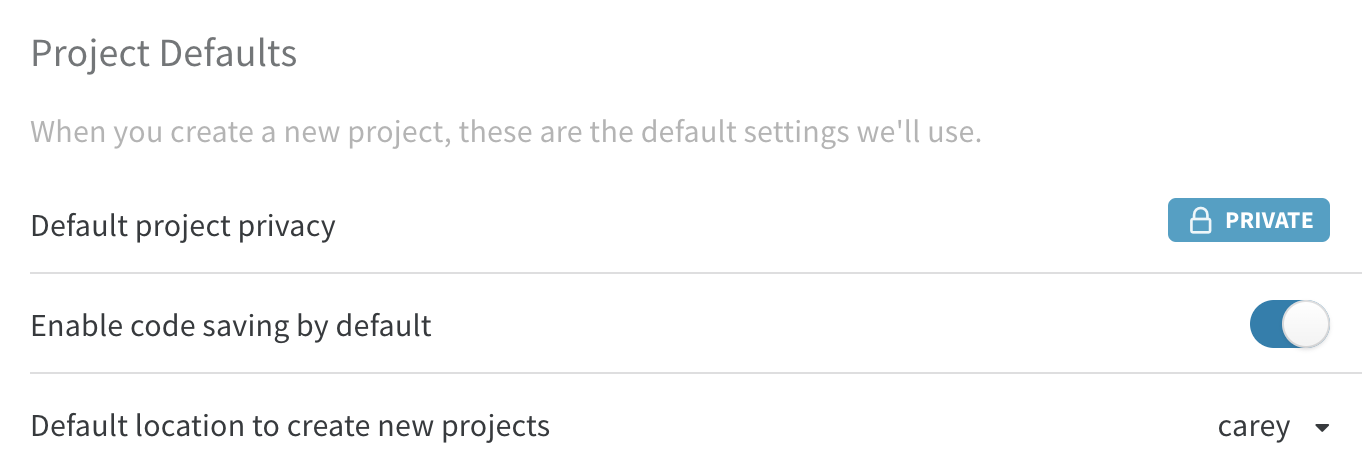 Project Defaults
When you create a new project, these are the default settings we'll use.
Default project privacy
PRIVATE
Enable code saving by default
Default location to create new projects
carey